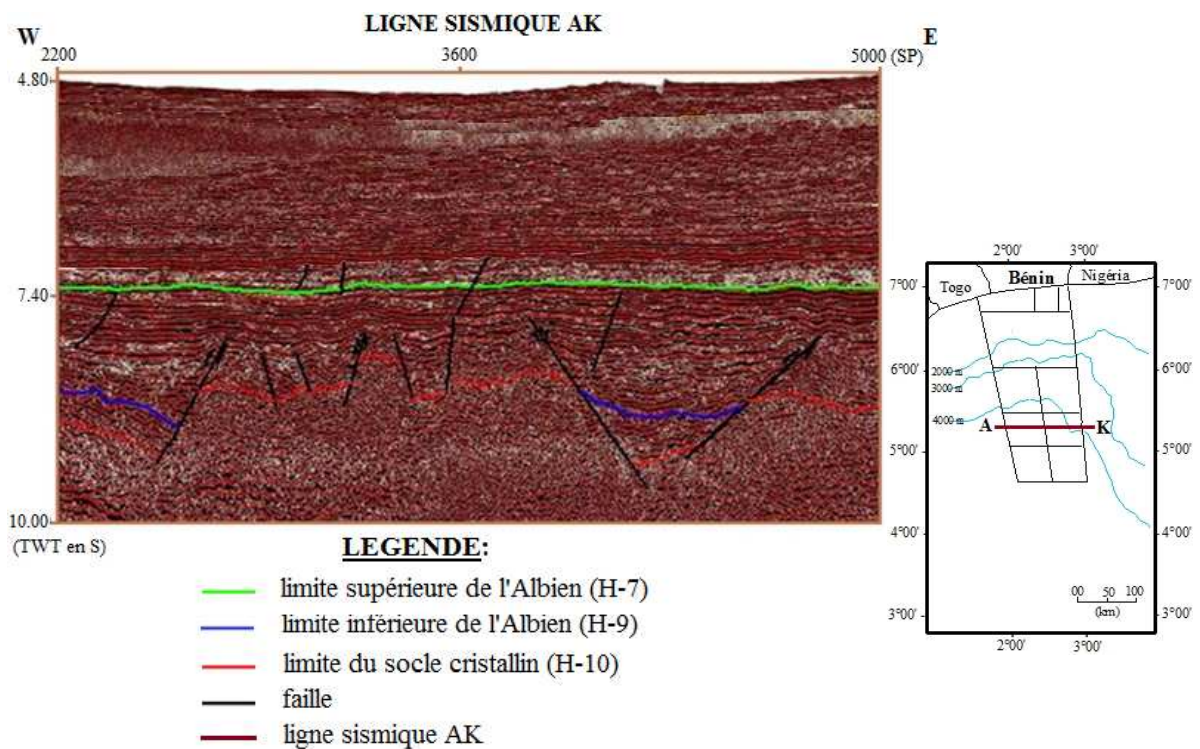 LIGNE SISMIQUE AK
W
E
2200
3600
5000 (SP)
4.80
7.40
10.00
(TWT en S)
LEGENDE:
limite supérieure de l'Albien (H-7)
limite inférieure de l'Albien (H-9)
limite du socle cristallin (H-10)
faille
ligne sismique AK
2°00' 3°00'
Togo Bénin Nigéria
7°00' 7°00'
6°00' 6°00'
2000 m
3000 m
4000 m
A K
5°00' 5°00'
4°00' 4°00'
00 50 100
(km)
3°00' 3°00'
2°00' 3°00'